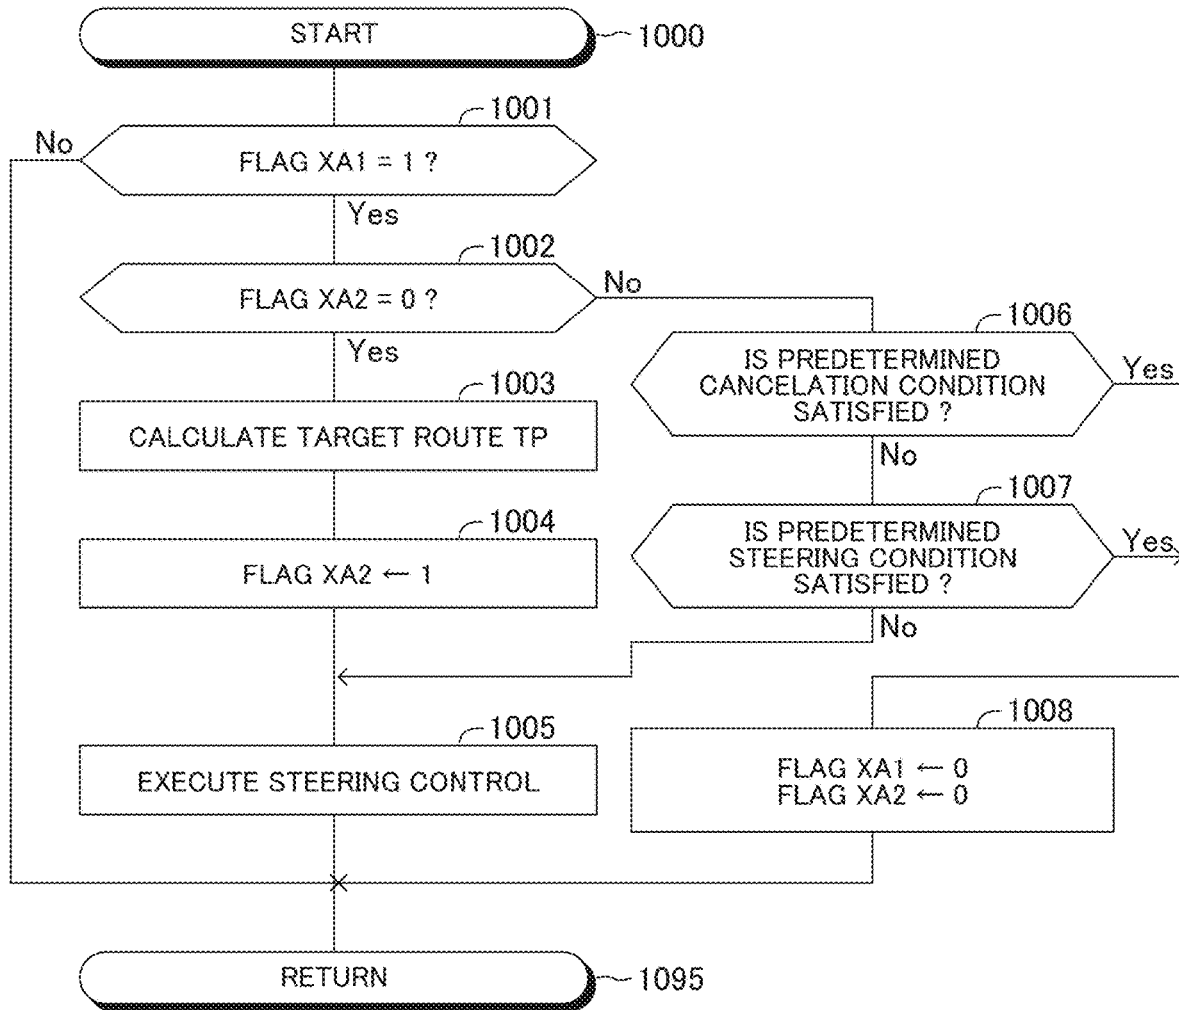 START
1000
1001
No
FLAG XA1 = 1 ?
Yes
1002
FLAG XA2 = 0 ?
No
Yes
1006
IS PREDETERMINED
CANCELATION CONDITION
SATISFIED ?
Yes
No
1003
CALCULATE TARGET ROUTE TP
1007
IS PREDETERMINED
STEERING CONDITION
SATISFIED ?
Yes
No
1004
FLAG XA2 ← 1
1005
EXECUTE STEERING CONTROL
1008
FLAG XA1 ← 0
FLAG XA2 ← 0
RETURN
1095